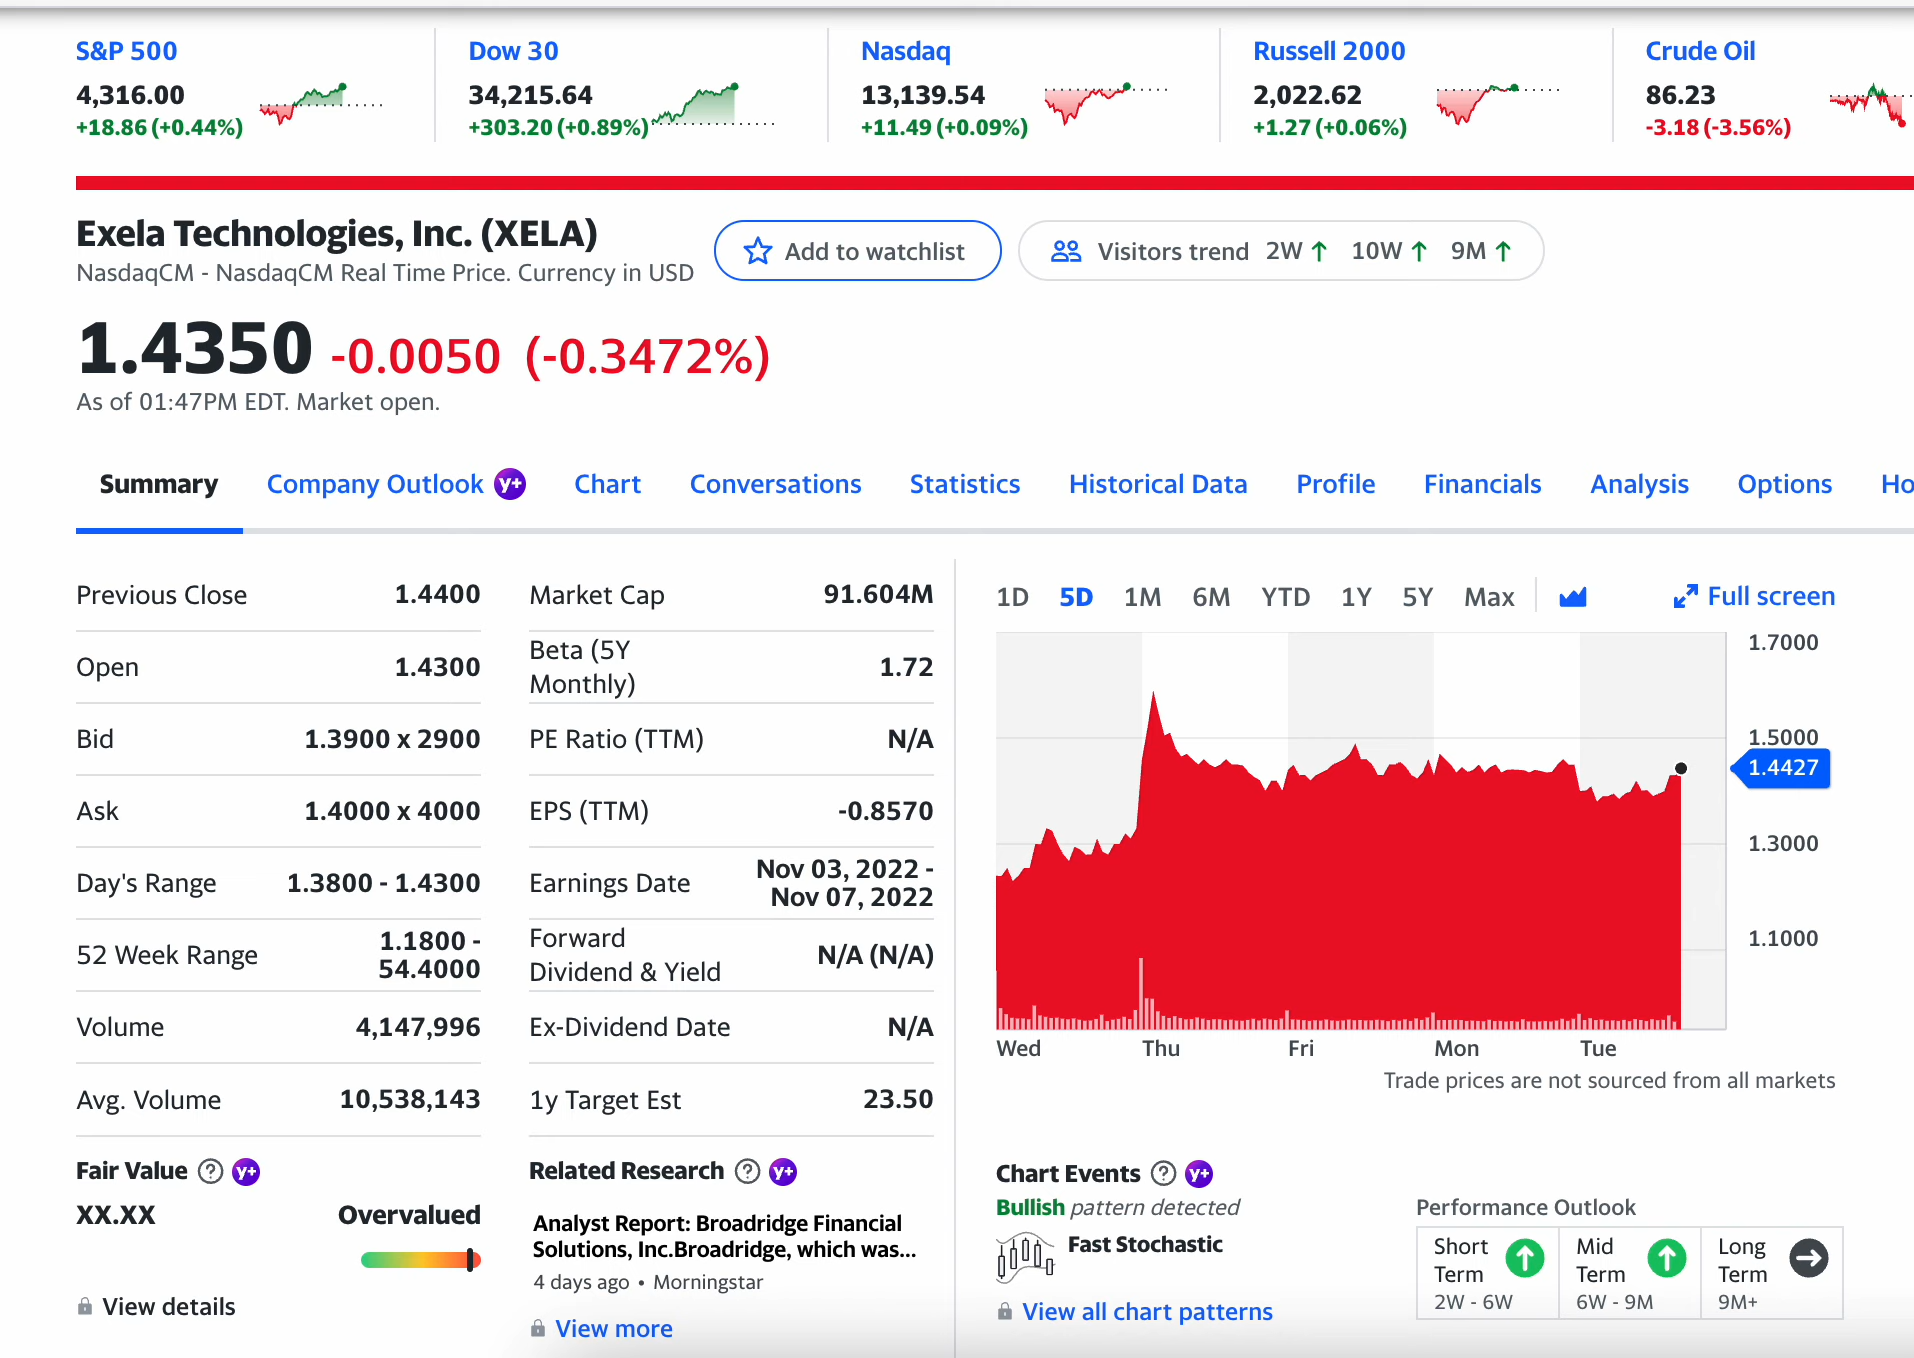 S&P 500
4,316.00
+18.86 (+0.44%)
Dow 30
34,215.64
+303.20 (+0.89%)
Nasdaq
13,139.54
+11.49 (+0.09%)
Russell 2000
2,022.62
+1.27 (+0.06%)
Crude Oil
86.23
-3.18 (-3.56%)
Exela Technologies, Inc. (XELA)
NasdaqCM - NasdaqCM Real Time Price. Currency in USD
Add to watchlist
Visitors trend 2W 10W 9M
1.4350 -0.0050 (-0.3472%)
As of 01:47PM EDT. Market open.
Summary Company Outlook y+ Chart Conversations Statistics Historical Data Profile Financials Analysis Options Ho
Previous Close 1.4400
Open 1.4300
Bid 1.3900 x 2900
Ask 1.4000 x 4000
Day's Range 1.3800 - 1.4300
52 Week Range 1.1800 -
54.4000
Volume 4,147,996
Avg. Volume 10,538,143
Market Cap 91.604M
Beta (5Y
Monthly) 1.72
PE Ratio (TTM) N/A
EPS (TTM) -0.8570
Earnings Date Nov 03, 2022 -
Nov 07, 2022
Forward
Dividend & Yield N/A (N/A)
Ex-Dividend Date N/A
1y Target Est 23.50
1D 5D 1M 6M YTD 1Y 5Y Max Full screen
1.7000
1.5000
1.4427
1.3000
1.1000
Wed Thu Fri Mon Tue
Trade prices are not sourced from all markets
Fair Value ? y+
XX.XX Overvalued
View details
Related Research ? y+
Analyst Report: Broadridge Financial
Solutions, Inc.Broadridge, which was...
4 days ago • Morningstar
View more
Chart Events ? y+
Bullish pattern detected
Fast Stochastic
View all chart patterns
Performance Outlook
Short
Term
2W - 6W
Mid
Term
6W - 9M
Long
Term
9M+